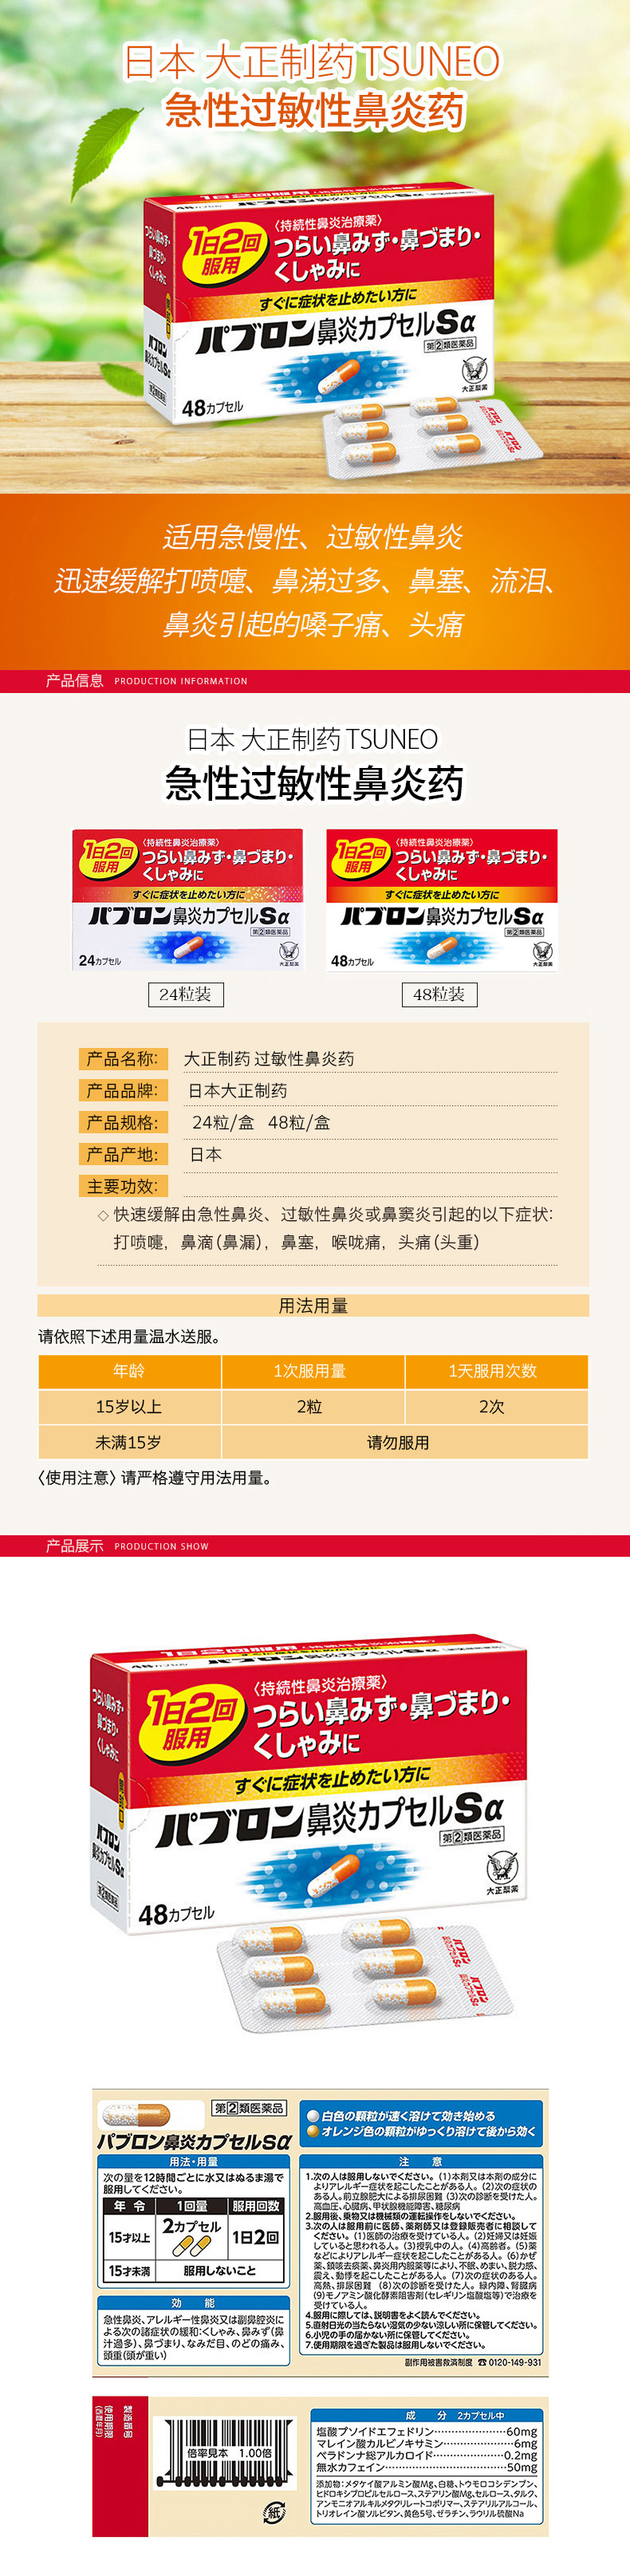 日本 大正制药 TSUNEO
急性过敏性鼻炎药
1日2回
服用
〈持続性鼻炎治療薬〉
つらい鼻みず・鼻づまり・
くしゃみに
すぐに症状を止めたい方に
パブロン鼻炎カプセルSα
第②類医薬品
大正製薬
48カプセル
适用急慢性、过敏性鼻炎
迅速缓解打喷嚏、鼻涕过多、鼻塞、流泪、
鼻炎引起的嗓子痛、头痛
产品信息 PRODUCTION INFORMATION
日本 大正制药 TSUNEO
急性过敏性鼻炎药
1日2回
服用
〈持続性鼻炎治療薬〉
つらい鼻みず・鼻づまり・
くしゃみに
すぐに症状を止めたい方に
パブロン鼻炎カプセルSα
第②類医薬品
24カプセル
大正製薬
24粒装
1日2回
服用
〈持続性鼻炎治療薬〉
つらい鼻みず・鼻づまり・
くしゃみに
すぐに症状を止めたい方に
パブロン鼻炎カプセルSα
第②類医薬品
48カプセル
大正製薬
48粒装
产品名称: 大正制药 过敏性鼻炎药
产品品牌: 日本大正制药
产品规格: 24粒/盒 48粒/盒
产品产地: 日本
主要功效:
◇ 快速缓解由急性鼻炎、过敏性鼻炎或鼻窦炎引起的以下症状:
打喷嚏, 鼻滴(鼻漏), 鼻塞, 喉咙痛, 头痛(头重)
用法用量
请依照下述用量温水送服。
年龄 1次服用量 1天服用次数
15岁以上 2粒 2次
未满15岁 请勿服用
〈使用注意〉请严格遵守用法用量。
产品展示 PRODUCTION SHOW
1日2回
服用
〈持続性鼻炎治療薬〉
つらい鼻みず・鼻づまり・
くしゃみに
すぐに症状を止めたい方に
パブロン鼻炎カプセルSα
第②類医薬品
大正製薬
48カプセル
第②類医薬品
パブロン鼻炎カプセルSα
用法・用量
次の量を12時間ごとに水又はぬるま湯で
服用してください。
年 令 1回量 服用回数
15才以上 2カプセル 1日2回
15才未満 服用しないこと
効 能
急性鼻炎、アレルギー性鼻炎又は副鼻腔炎に
よる次の諸症状の緩和:くしゃみ、鼻みず(鼻
汁過多)、鼻づまり、なみだ目、のどの痛み、
頭重(頭が重い)
白色の顆粒が速く溶けて効き始める
オレンジ色の顆粒がゆっくり溶けて後から効く
注 意
1.次の人は服用しないでください。(1)本剤又は本剤の成分に
よりアレルギー症状を起こしたことがある人。(2)次の症状の
ある人。前立腺肥大による排尿困難 (3)次の診断を受けた人。
高血圧、心臓病、甲状腺機能障害、糖尿病
2.服用後、乗物又は機械類の運転操作をしないでください。
3.次の人は服用前に医師、薬剤師又は登録販売者に相談して
ください。(1)医師の治療を受けている人。(2)妊婦又は妊娠
していると思われる人。(3)授乳中の人。(4)高齢者。(5)薬
などによりアレルギー症状を起こしたことがある人。(6)かぜ
薬、鎮咳去痰薬、鼻炎用内服薬等により、不眠、めまい、脱力感、
震え、動悸を起こしたことがある人。(7)次の症状のある人。
高熱、排尿困難 (8)次の診断を受けた人。緑内障、腎臓病
(9)モノアミン酸化酵素阻害剤(セレギリン塩酸塩等)で治療を
受けている人。
4.服用に際しては、説明書をよく読んでください。
5.直射日光の当たらない湿気の少ない涼しい所に保管してください。
6.小児の手の届かない所に保管してください。
7.使用期限を過ぎた製品は服用しないでください。
副作用被害救済制度 ☎0120-149-931
製造番号
使用期限
(西暦年月)
倍率見本 1.00倍
紙
成 分 2カプセル中
塩酸プソイドエフェドリン……………………60mg
マレイン酸カルビノキサミン…………………6mg
ベラドンナ総アルカロイド……………………0.2mg
無水カフェイン…………………………………50mg
添加物:メタケイ酸アルミン酸Mg、白糖、トウモロコシデンプン、
ヒドロキシプロピルセルロース、ステアリン酸Mg、セルロース、タルク、
アンモニオアルキルメタクリレートコポリマー、ステアリルアルコール、
トリオレイン酸ソルビタン、黄色5号、ゼラチン、ラウリル硫酸Na